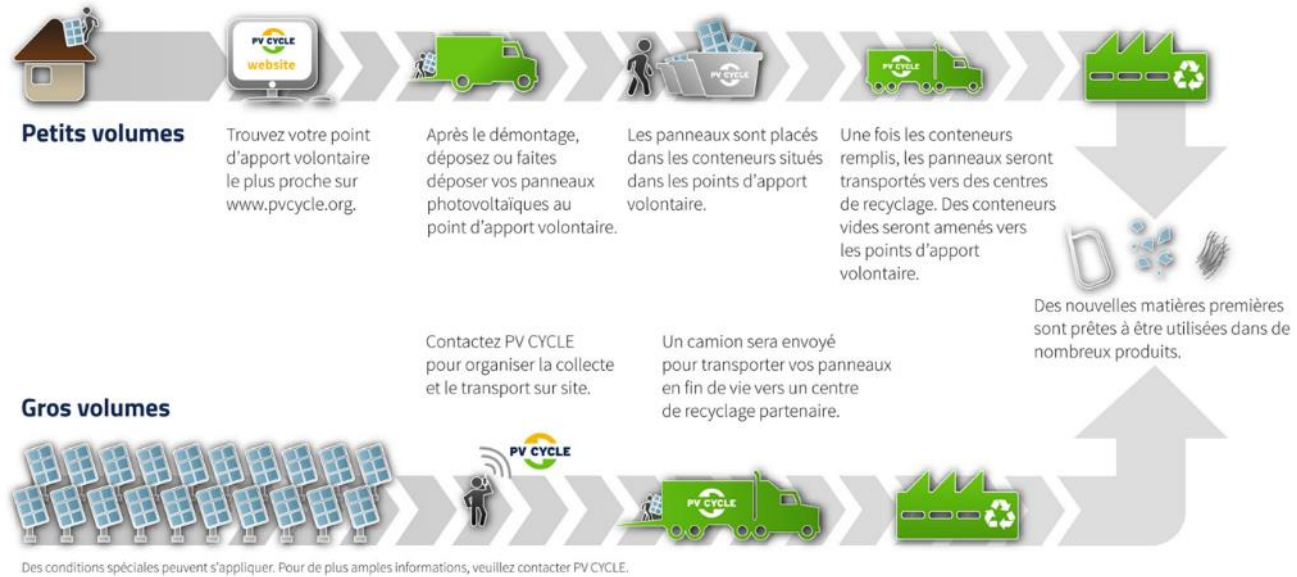 PV CYCLE
website
PV CYCLE
PV CYCLE
Petits volumes
Trouvez votre point
d'apport volontaire
le plus proche sur
www.pvcycle.org.
Après le démontage,
déposez ou faites
déposer vos panneaux
photovoltaïques au
point d'apport volontaire.
Les panneaux sont placés
dans les conteneurs situés
dans les points d'apport
volontaire.
Une fois les conteneurs
remplis, les panneaux seront
transportés vers des centres
de recyclage. Des conteneurs
vides seront amenés vers
les points d'apport
volontaire.
Des nouvelles matières premières
sont prêtes à être utilisées dans de
nombreux produits.
Contactez PV CYCLE
pour organiser la collecte
et le transport sur site.
Un camion sera envoyé
pour transporter vos panneaux
en fin de vie vers un centre
de recyclage partenaire.
Gros volumes
PV CYCLE
PV CYCLE
Des conditions spéciales peuvent s'appliquer. Pour de plus amples informations, veuillez contacter PV CYCLE.